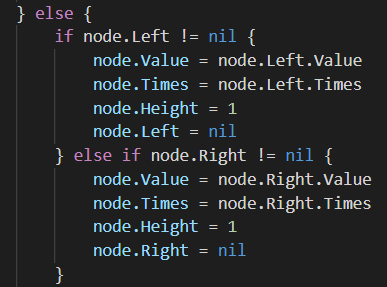 } else {
    if node.Left != nil {
        node.Value = node.Left.Value
        node.Times = node.Left.Times
        node.Height = 1
        node.Left = nil
    } else if node.Right != nil {
        node.Value = node.Right.Value
        node.Times = node.Right.Times
        node.Height = 1
        node.Right = nil
    }